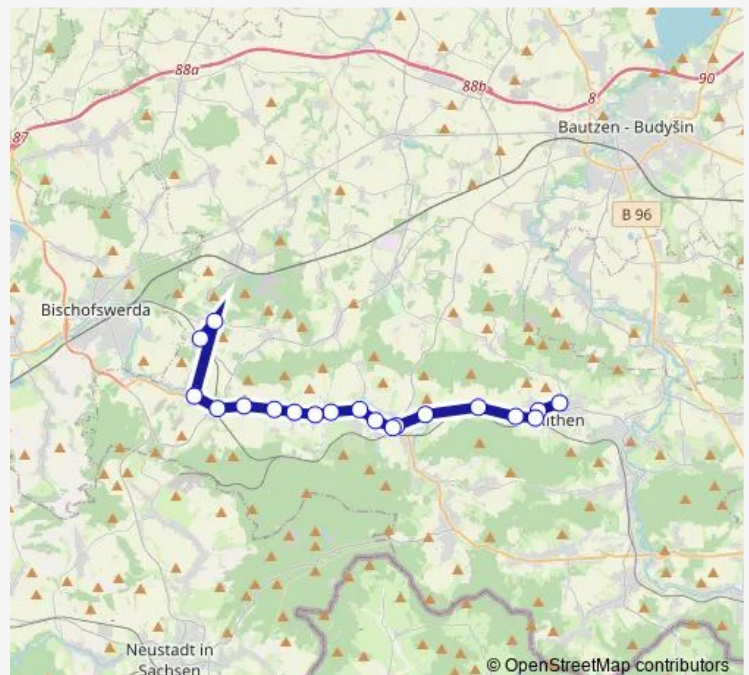 88a
88b
90
87
8
Bautzen - Budyšin
B 96
Bischofswerda
ithen
Neustadt in
Sachsen
© OpenStreetMap contributors